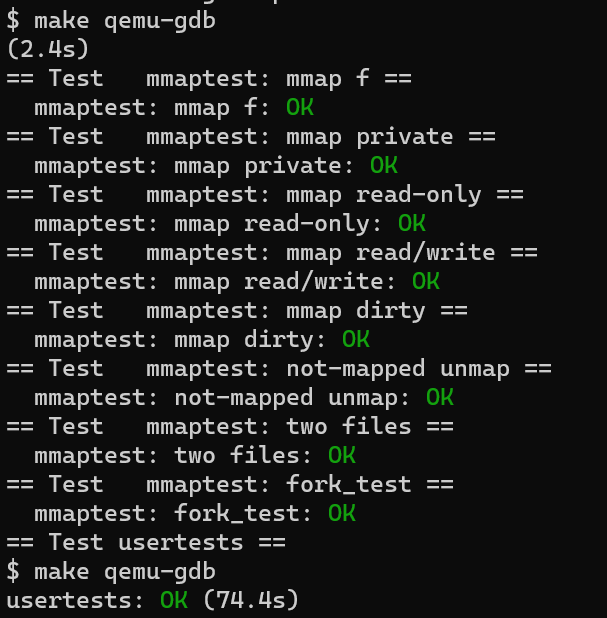 $ make qemu-gdb
(2.4s)
== Test   mmaptest: mmap f ==
  mmaptest: mmap f: OK
== Test   mmaptest: mmap private ==
  mmaptest: mmap private: OK
== Test   mmaptest: mmap read-only ==
  mmaptest: mmap read-only: OK
== Test   mmaptest: mmap read/write ==
  mmaptest: mmap read/write: OK
== Test   mmaptest: mmap dirty ==
  mmaptest: mmap dirty: OK
== Test   mmaptest: not-mapped unmap ==
  mmaptest: not-mapped unmap: OK
== Test   mmaptest: two files ==
  mmaptest: two files: OK
== Test   mmaptest: fork_test ==
  mmaptest: fork_test: OK
== Test usertests ==
$ make qemu-gdb
usertests: OK (74.4s)